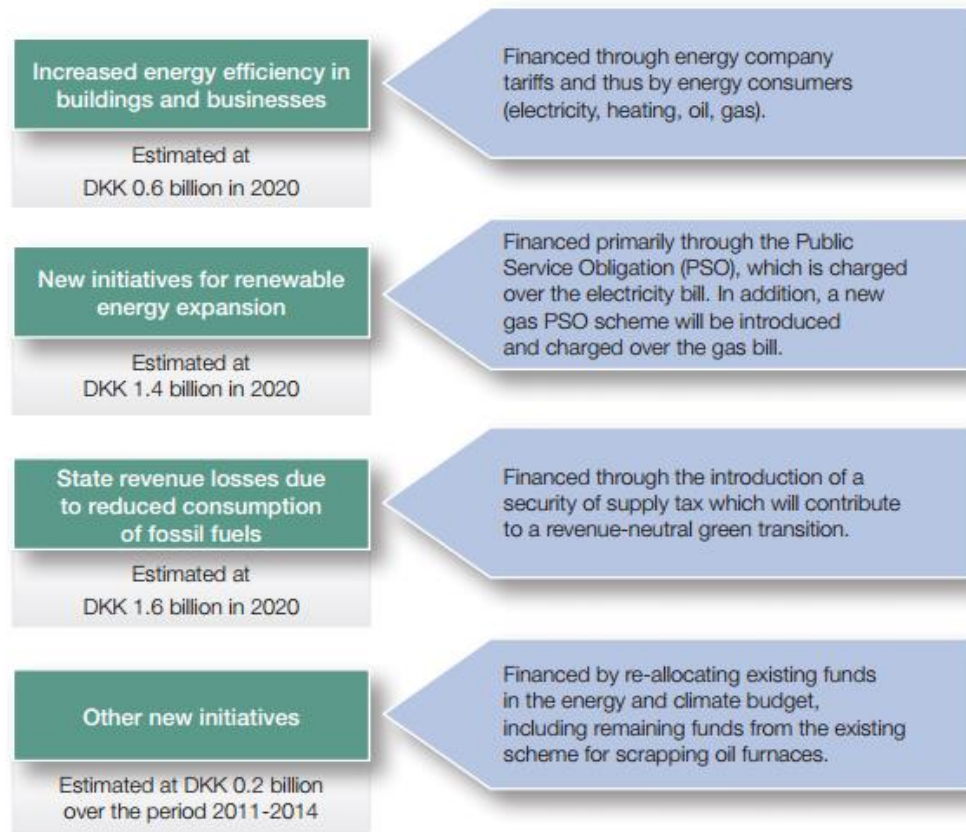 Increased energy efficiency in
buildings and businesses
Estimated at
DKK 0.6 billion in 2020
Financed through energy company
tariffs and thus by energy consumers
(electricity, heating, oil, gas).
New initiatives for renewable
energy expansion
Estimated at
DKK 1.4 billion in 2020
Financed primarily through the Public
Service Obligation (PSO), which is charged
over the electricity bill. In addition, a new
gas PSO scheme will be introduced
and charged over the gas bill.
State revenue losses due
to reduced consumption
of fossil fuels
Estimated at
DKK 1.6 billion in 2020
Financed through the introduction of a
security of supply tax which will contribute
to a revenue-neutral green transition.
Other new initiatives
Estimated at DKK 0.2 billion
over the period 2011-2014
Financed by re-allocating existing funds
in the energy and climate budget,
including remaining funds from the existing
scheme for scrapping oil furnaces.